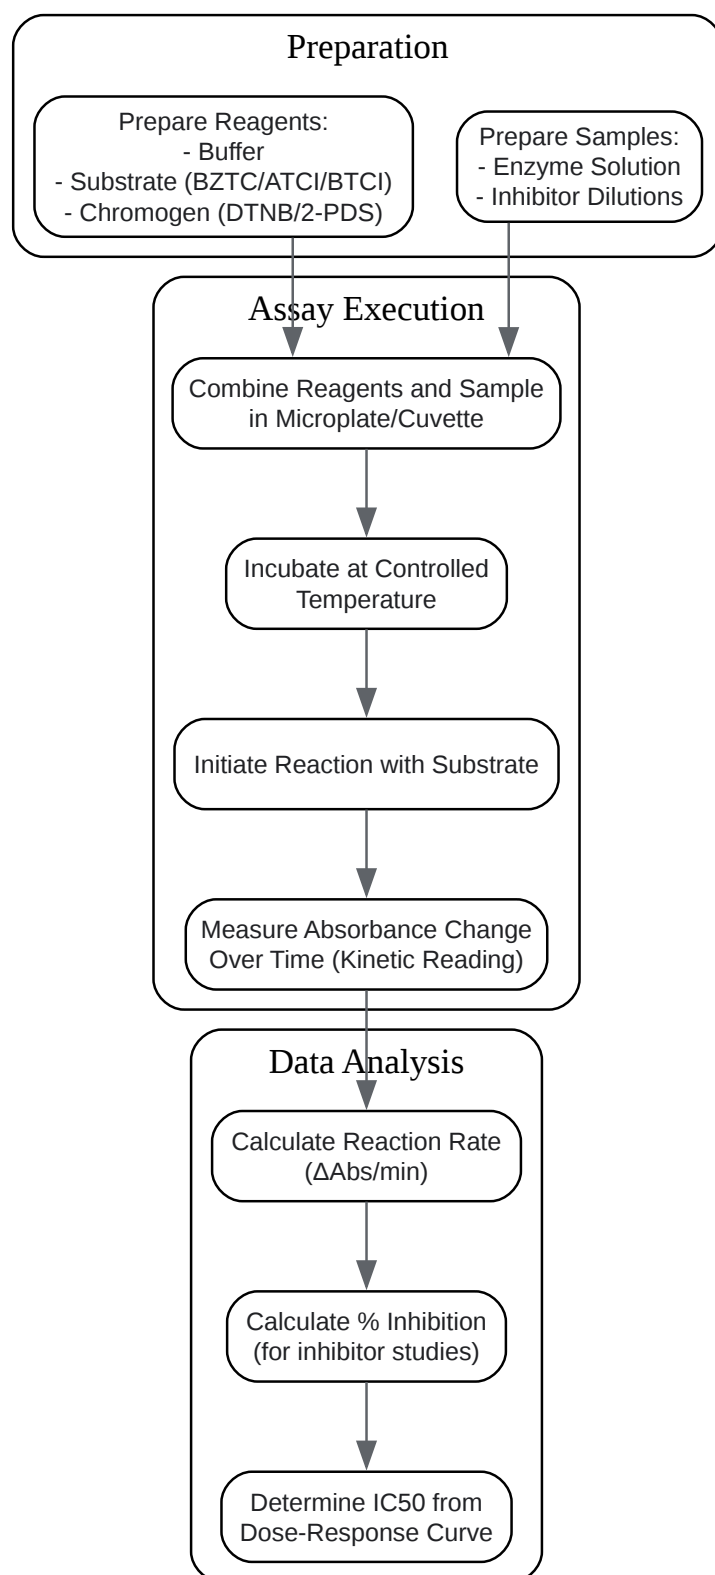 Preparation
Prepare Reagents:
- Buffer
- Substrate (BZTC/ATCI/BTCI)
- Chromogen (DTNB/2-PDS)
Prepare Samples:
- Enzyme Solution
- Inhibitor Dilutions
Assay Execution
Combine Reagents and Sample
in Microplate/Cuvette
Incubate at Controlled
Temperature
Initiate Reaction with Substrate
Measure Absorbance Change
Over Time (Kinetic Reading)
Data Analysis
Calculate Reaction Rate
(ΔAbs/min)
Calculate % Inhibition
(for inhibitor studies)
Determine IC50 from
Dose-Response Curve